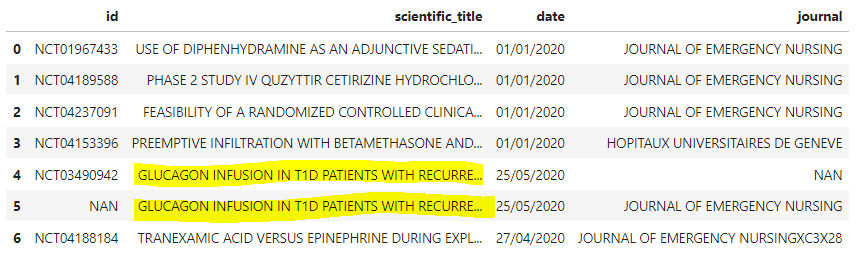 id scientific_title date journal
0 NCT01967433 USE OF DIPHENHYDRAMINE AS AN ADJUNCTIVE SEDATI... 01/01/2020 JOURNAL OF EMERGENCY NURSING
1 NCT04189588 PHASE 2 STUDY IV QUZYTTIR CETIRIZINE HYDROCHLO... 01/01/2020 JOURNAL OF EMERGENCY NURSING
2 NCT04237091 FEASIBILITY OF A RANDOMIZED CONTROLLED CLINICA... 01/01/2020 JOURNAL OF EMERGENCY NURSING
3 NCT04153396 PREEMPTIVE INFILTRATION WITH BETAMETHASONE AND... 01/01/2020 HOPITAUX UNIVERSITAIRES DE GENEVE
4 NCT03490942 GLUCAGON INFUSION IN T1D PATIENTS WITH RECURRE... 25/05/2020 NAN
5 NAN GLUCAGON INFUSION IN T1D PATIENTS WITH RECURRE... 25/05/2020 JOURNAL OF EMERGENCY NURSING
6 NCT04188184 TRANEXAMIC ACID VERSUS EPINEPHRINE DURING EXPL... 27/04/2020 JOURNAL OF EMERGENCY NURSINGXC3X28